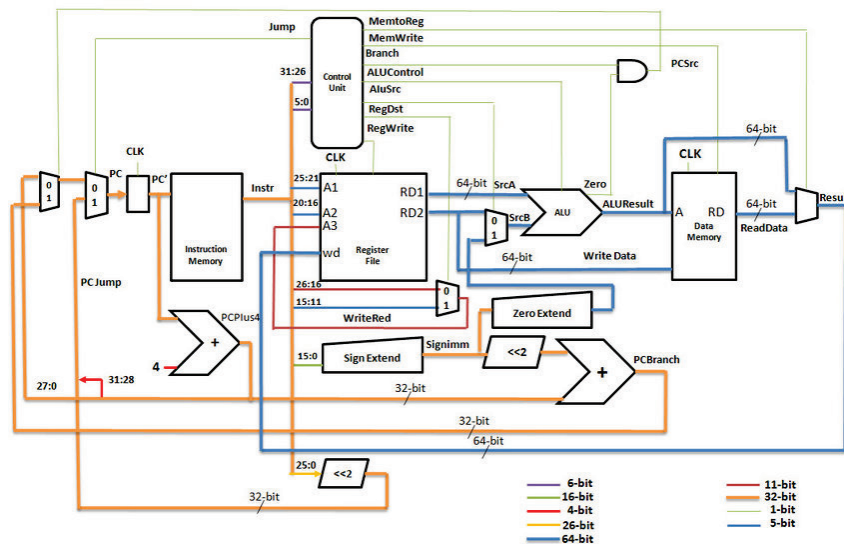 MemtoReg
Jump
MemWrite
Branch
PCSrc
31:26
Control
Unit
ALUControl
AluSrc
5:0
RegDst
RegWrite
64-bit
CLK
CLK
CLK
PC
PC'
Instr
25:21
A1
RD1
64-bit
SrcA
Zero
0
1
0
1
20:16
A2
RD2
ALUResult
A
RD
64-bit
Resu
A3
0
1
SrcB
ALU
Data
Memory
ReadData
Instruction
Memory
Register
File
wd
Write Data
64-bit
PCJump
26:16
0
1
15:11
WriteRed
Zero Extend
PCPlus4
+
15:0
Sign Extend
Signimm
<<2
PCBranch
4
+
27:0
31:28
32-bit
32-bit
64-bit
25:0
<<2
32-bit
6-bit
16-bit
4-bit
26-bit
64-bit
11-bit
32-bit
1-bit
5-bit